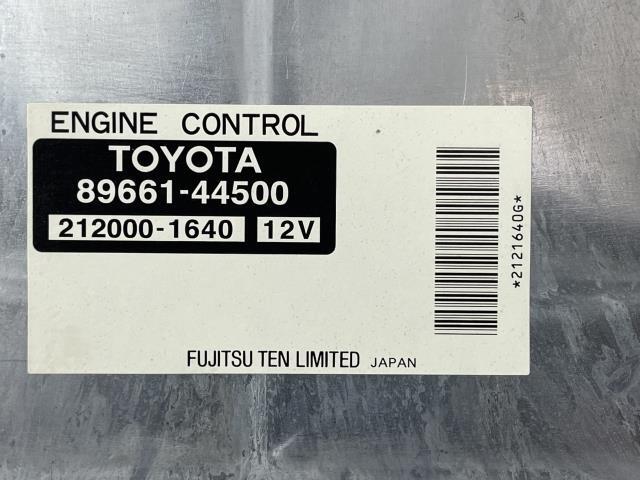 ENGINE CONTROL
TOYOTA
89661-44500
212000-1640 12V
*2121640G*
FUJITSU TEN LIMITED JAPAN